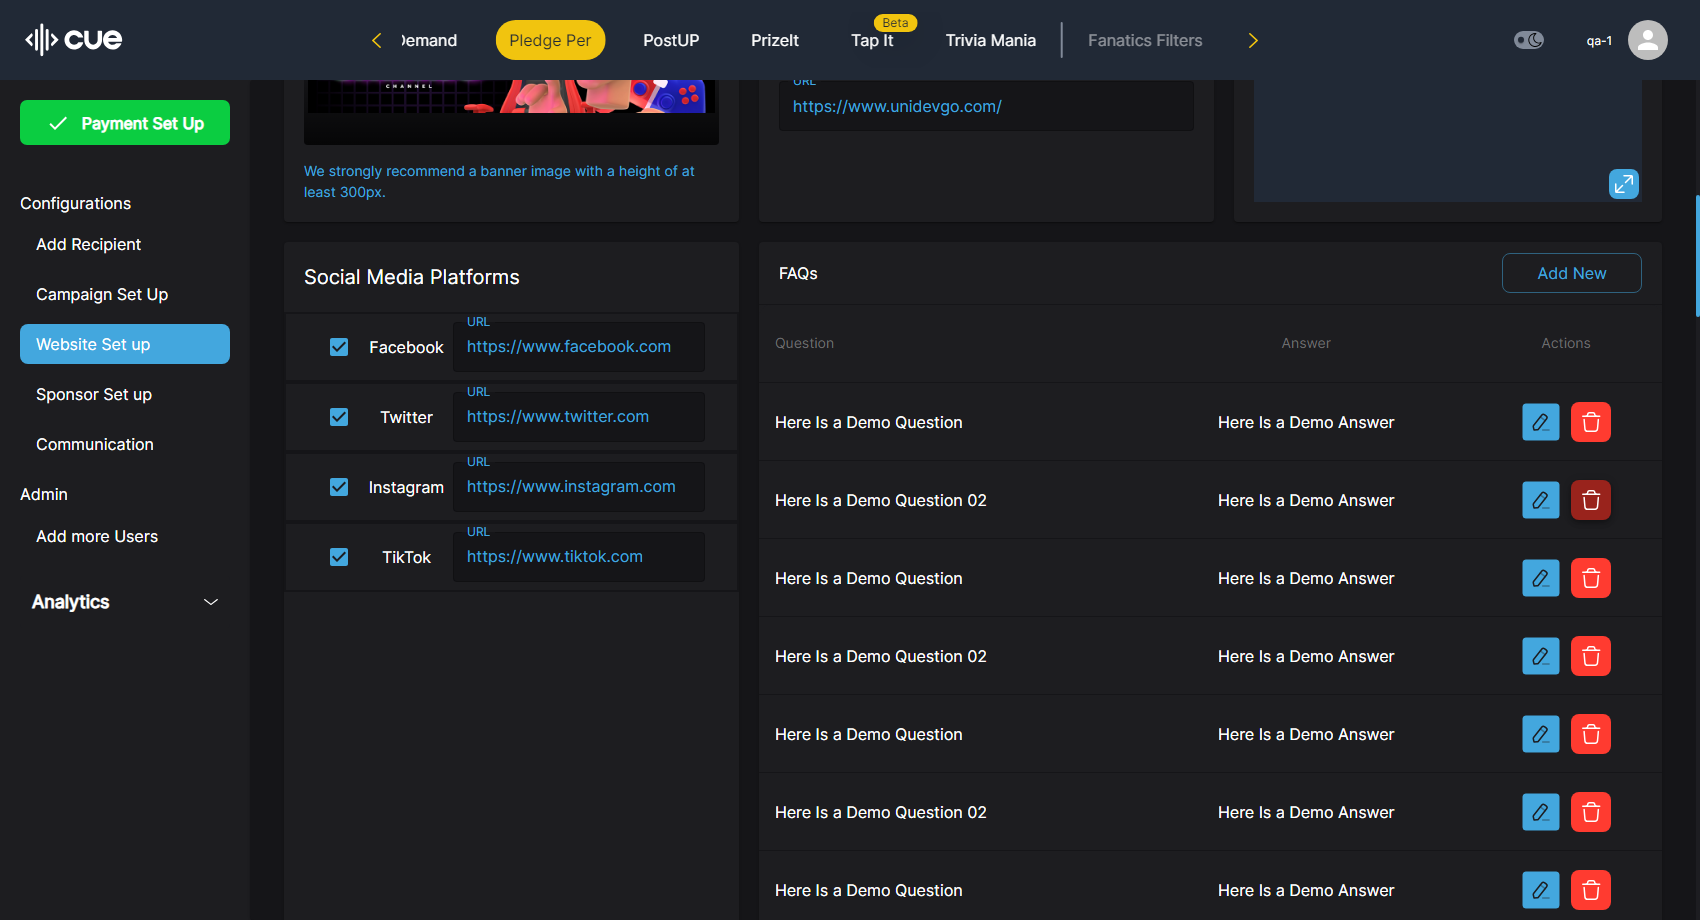 cue
Demand
Pledge Per
PostUP
PrizeIt
Beta
Tap It
Trivia Mania
Fanatics Filters
qa-1
Payment Set Up
Configurations
Add Recipient
Campaign Set Up
Website Set up
Sponsor Set up
Communication
Admin
Add more Users
Analytics
CHANNEL
We strongly recommend a banner image with a height of at
least 300px.
URL
https://www.unidevgo.com/
Social Media Platforms
Facebook
URL
https://www.facebook.com
Twitter
URL
https://www.twitter.com
Instagram
URL
https://www.instagram.com
TikTok
URL
https://www.tiktok.com
FAQs
Add New
Question Answer Actions
Here Is a Demo Question Here Is a Demo Answer
Here Is a Demo Question 02 Here Is a Demo Answer
Here Is a Demo Question Here Is a Demo Answer
Here Is a Demo Question 02 Here Is a Demo Answer
Here Is a Demo Question Here Is a Demo Answer
Here Is a Demo Question 02 Here Is a Demo Answer
Here Is a Demo Question Here Is a Demo Answer